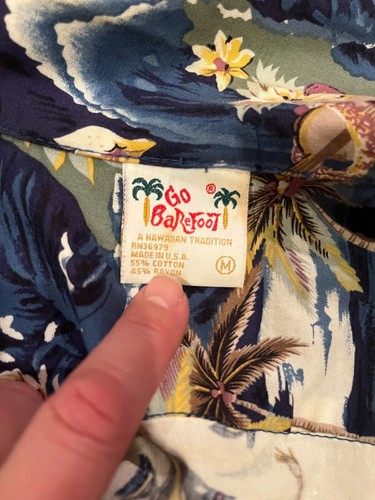 Go
BaRefoot ®
A HAWAIIAN TRADITION
RN36979
MADE IN U.S.A.
55% COTTON
45% RAYON
M